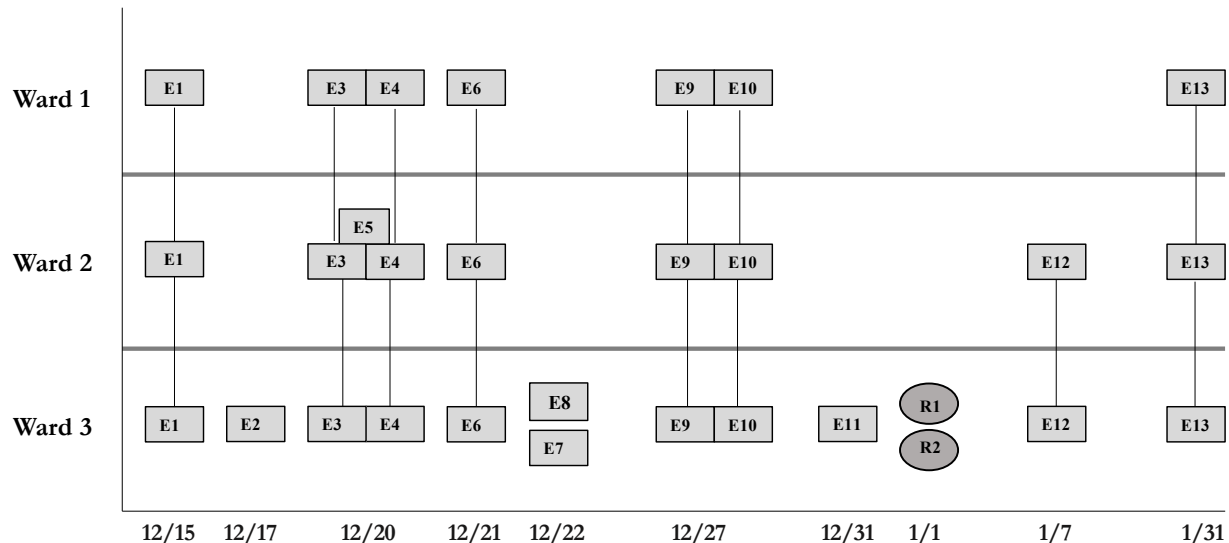 E1 E3 E4 E6 E9 E10 E13
Ward 1
E5
Ward 2 E1 E3 E4 E6 E9 E10 E12 E13
E8 R1
Ward 3 E1 E2 E3 E4 E6 E9 E10 E11 E12 E13
E7 R2
12/15 12/17 12/20 12/21 12/22 12/27 12/31 1/1 1/7 1/31